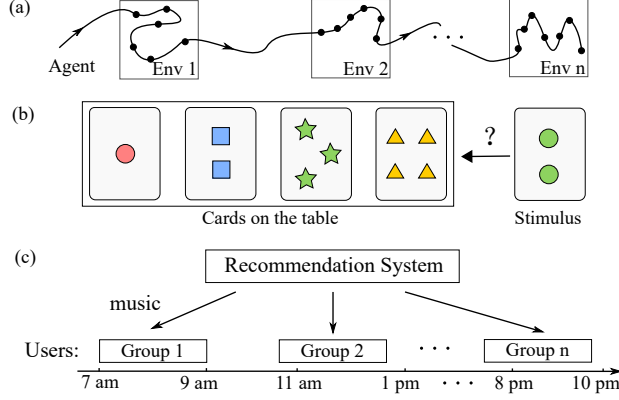 (a)
Agent
Env 1
Env 2
. . .
Env n
(b)
?
Cards on the table
Stimulus
(c)
Recommendation System
music
Users:
Group 1
Group 2
. . .
Group n
7 am
9 am
11 am
1 pm
. . .
8 pm
10 pm